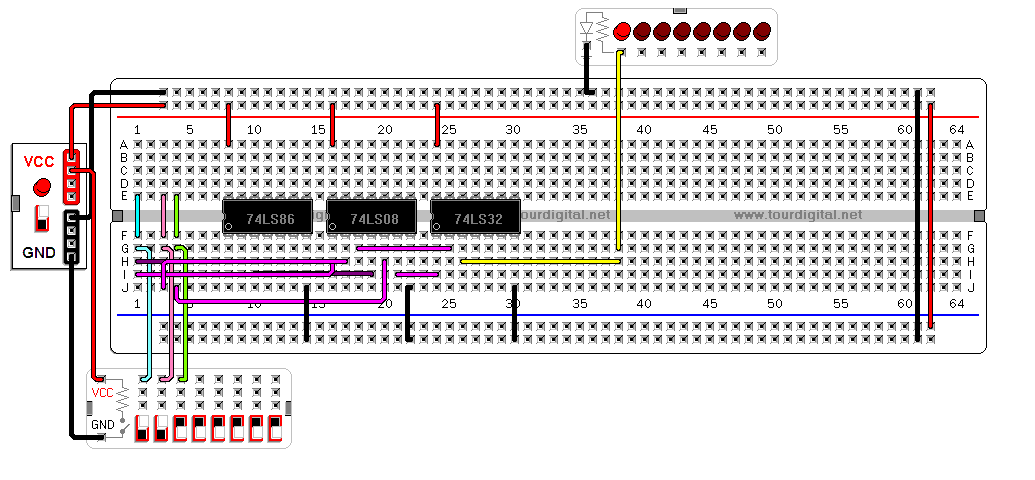 1 5 10 15 20 25 30 35 40 45 50 55 60 64
A A
B B
C C
D D
E E
VCC
74LS86 74LS08 74LS32
tourdigital.net www.tourdigital.net
F F
G G
GND
H H
I I
J J
1 5 10 15 20 25 30 35 40 45 50 55 60 64
VCC
GND